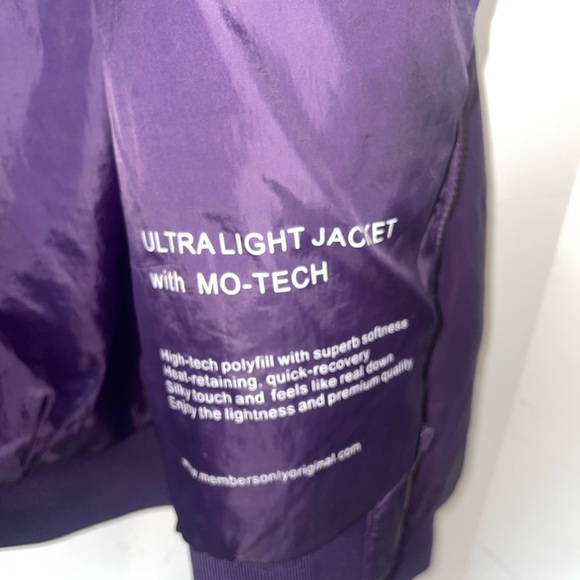 ULTRA LIGHT JACKET
with MO-TECH
High-tech polyfill with superb softness
Heat-retaining, quick-recovery
Silky touch and feels like real down
Enjoy the lightness and premium quality
www.membersonlyoriginal.com